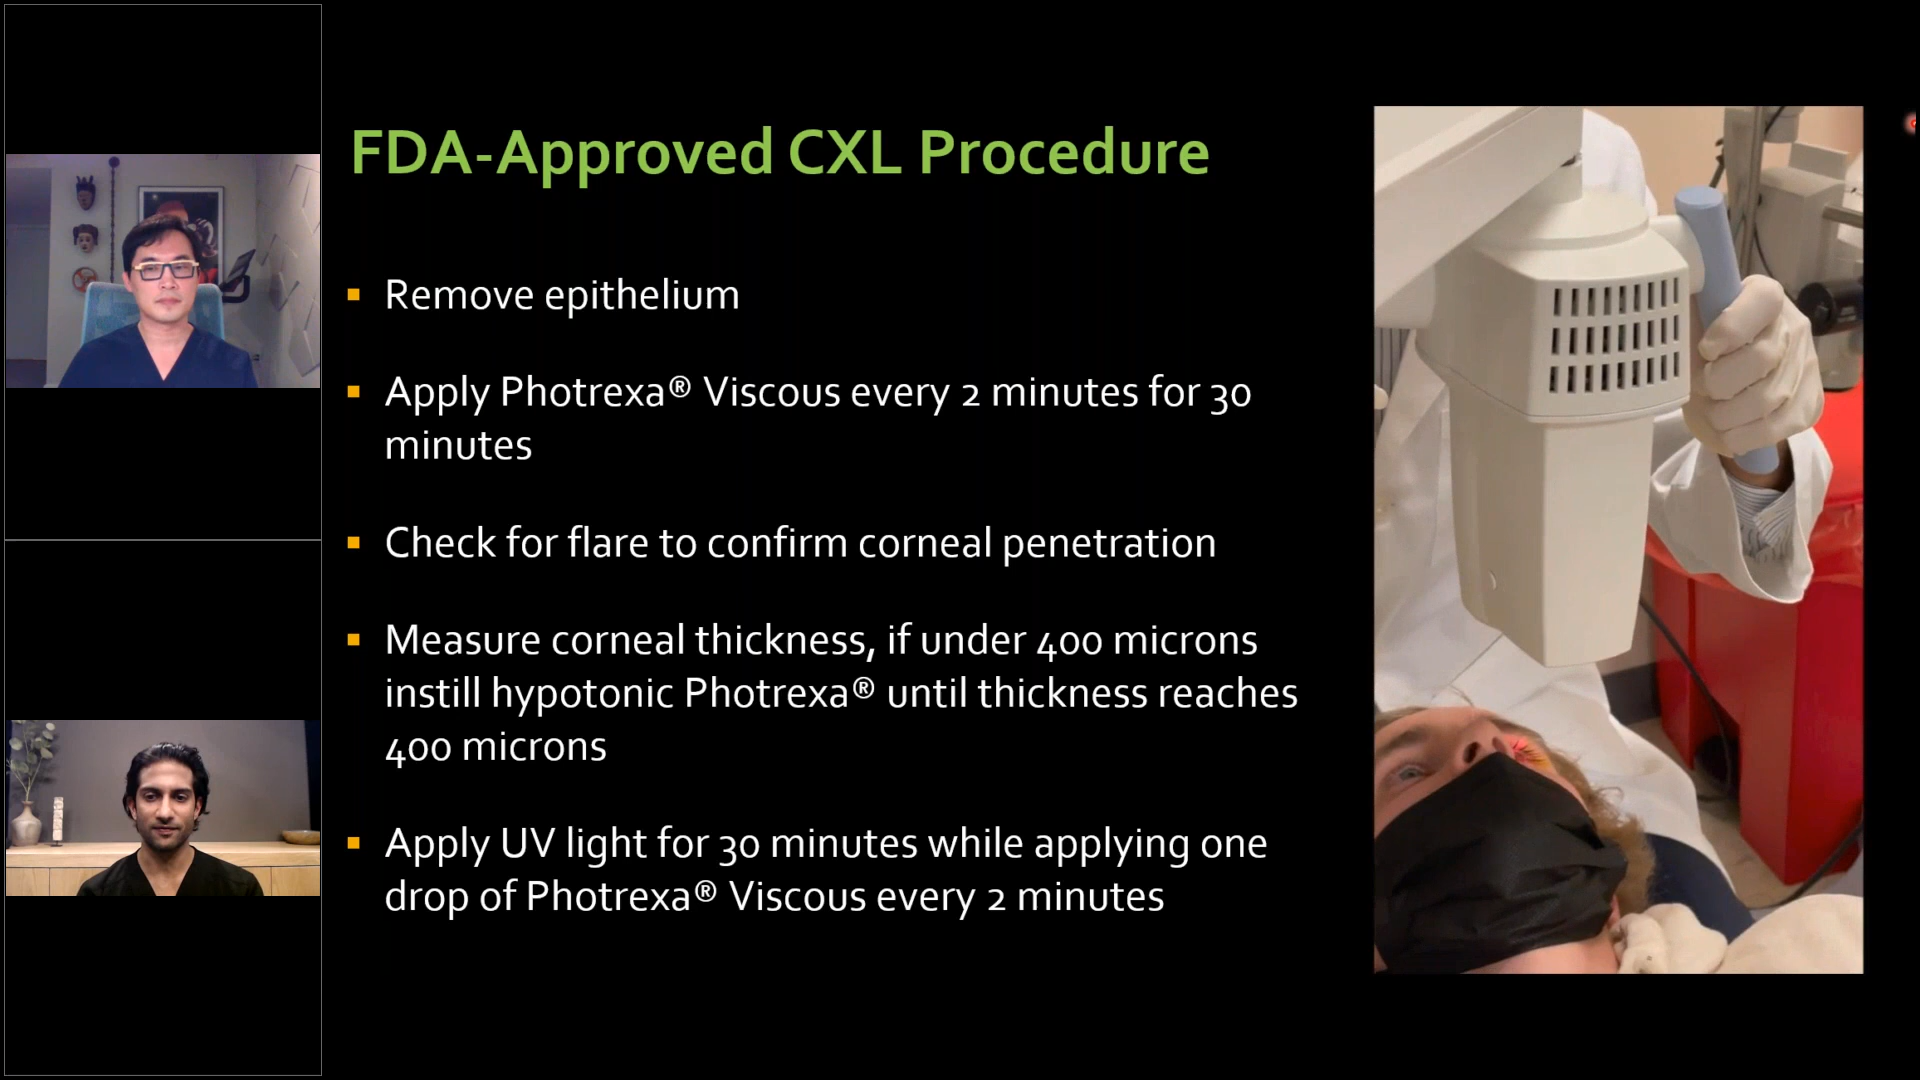 FDA-Approved CXL Procedure
Remove epithelium
Apply Photrexa® Viscous every 2 minutes for 30
minutes
Check for flare to confirm corneal penetration
Measure corneal thickness, if under 400 microns
instill hypotonic Photrexa® until thickness reaches
400 microns
Apply UV light for 30 minutes while applying one
drop of Photrexa® Viscous every 2 minutes